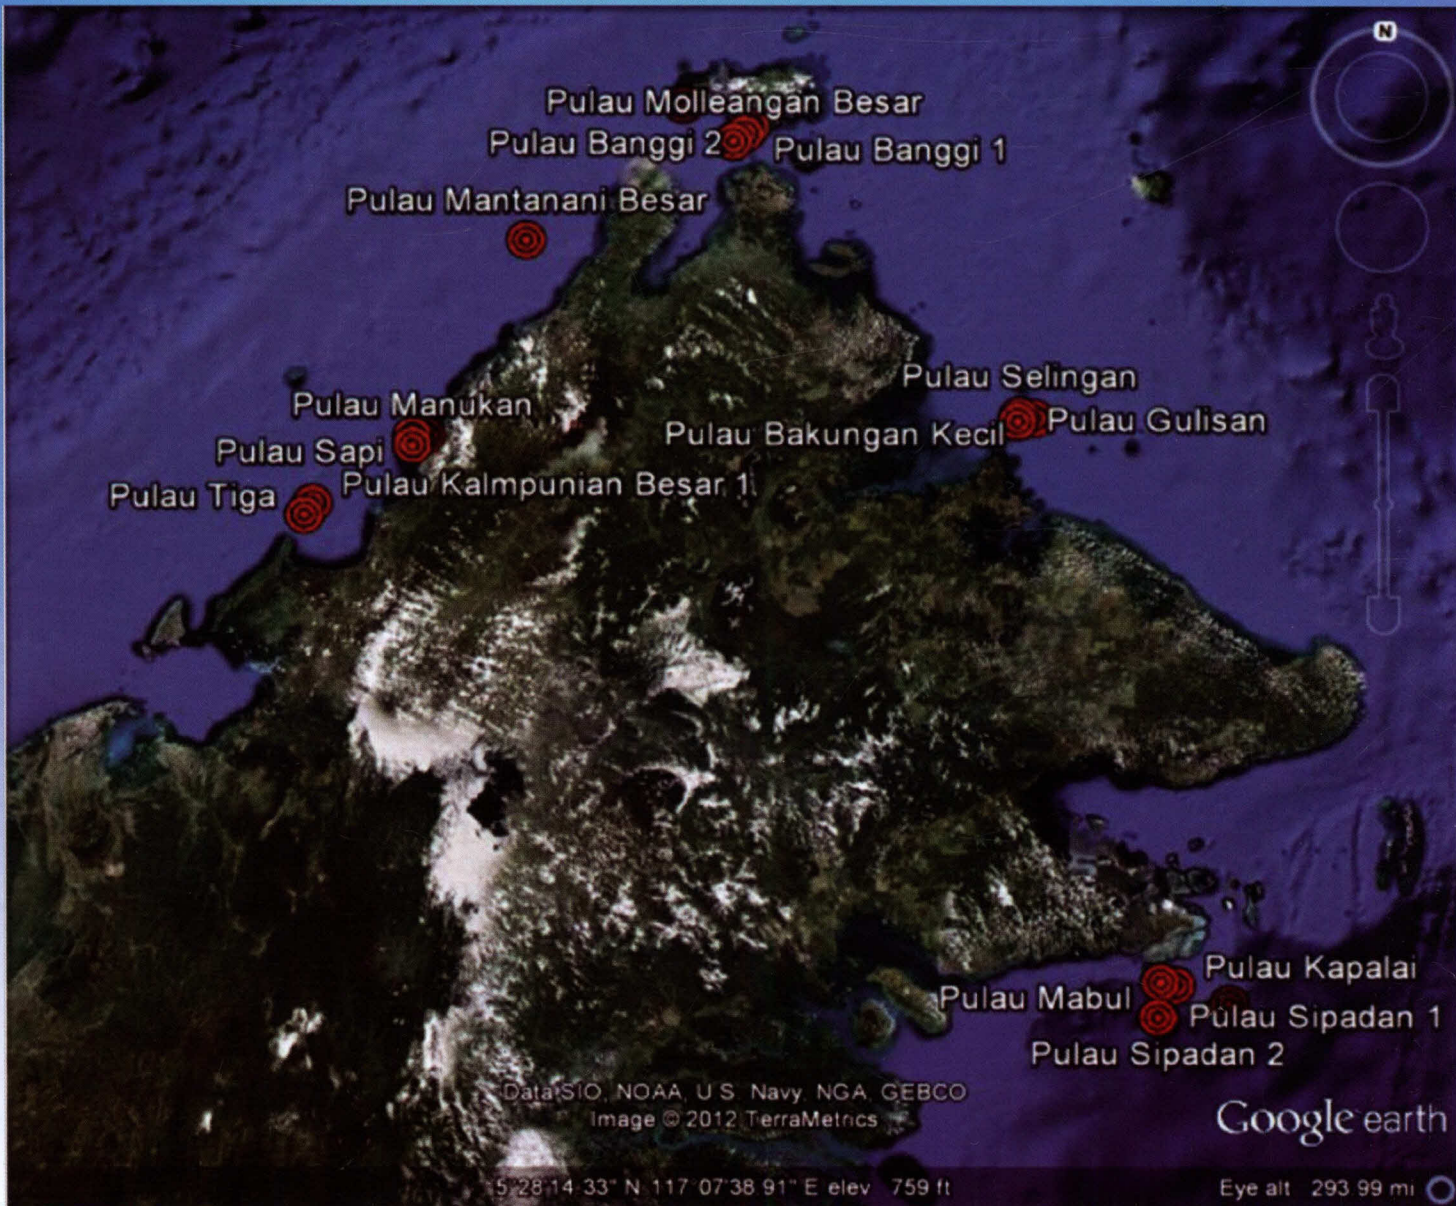 N
Pulau Molleangan Besar
Pulau Banggi 2
Pulau Banggi 1
Pulau Mantanani Besar
Pulau Selingan
Pulau Manukan
Pulau Gulisan
Pulau Bakungan Kecil
Pulau Sapi
Pulau Kalmpunian Besar 1
Pulau Tiga
Pulau Kapalai
Pulau Mabul
Pulau Sipadan 1
Pulau Sipadan 2
Data SIO, NOAA, U S Navy, NGA, GEBCO
Image © 2012 TerraMetrics
Google earth
5°28'14.33" N 117°07'38.91" E elev 759 ft
Eye alt 293.99 mi